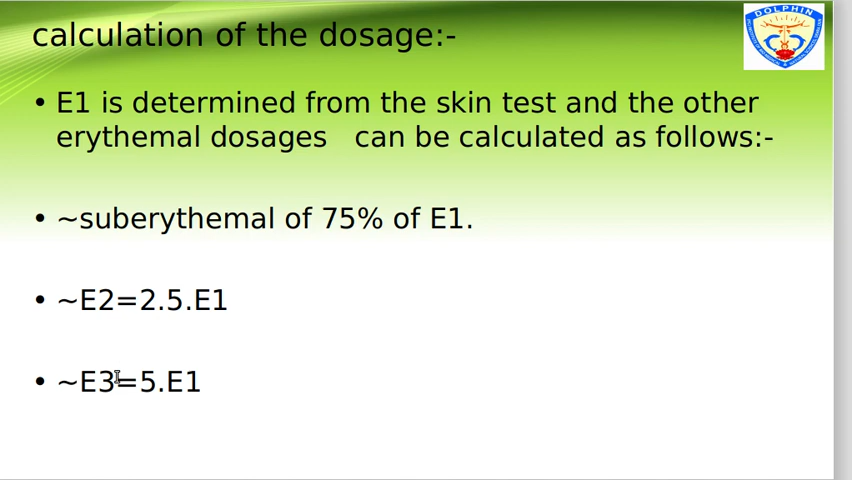 calculation of the dosage:-
DOLPHIN
• E1 is determined from the skin test and the other
erythemal dosages can be calculated as follows:-
• ~suberythemal of 75% of E1.
• ~E2=2.5.E1
• ~E3=5.E1